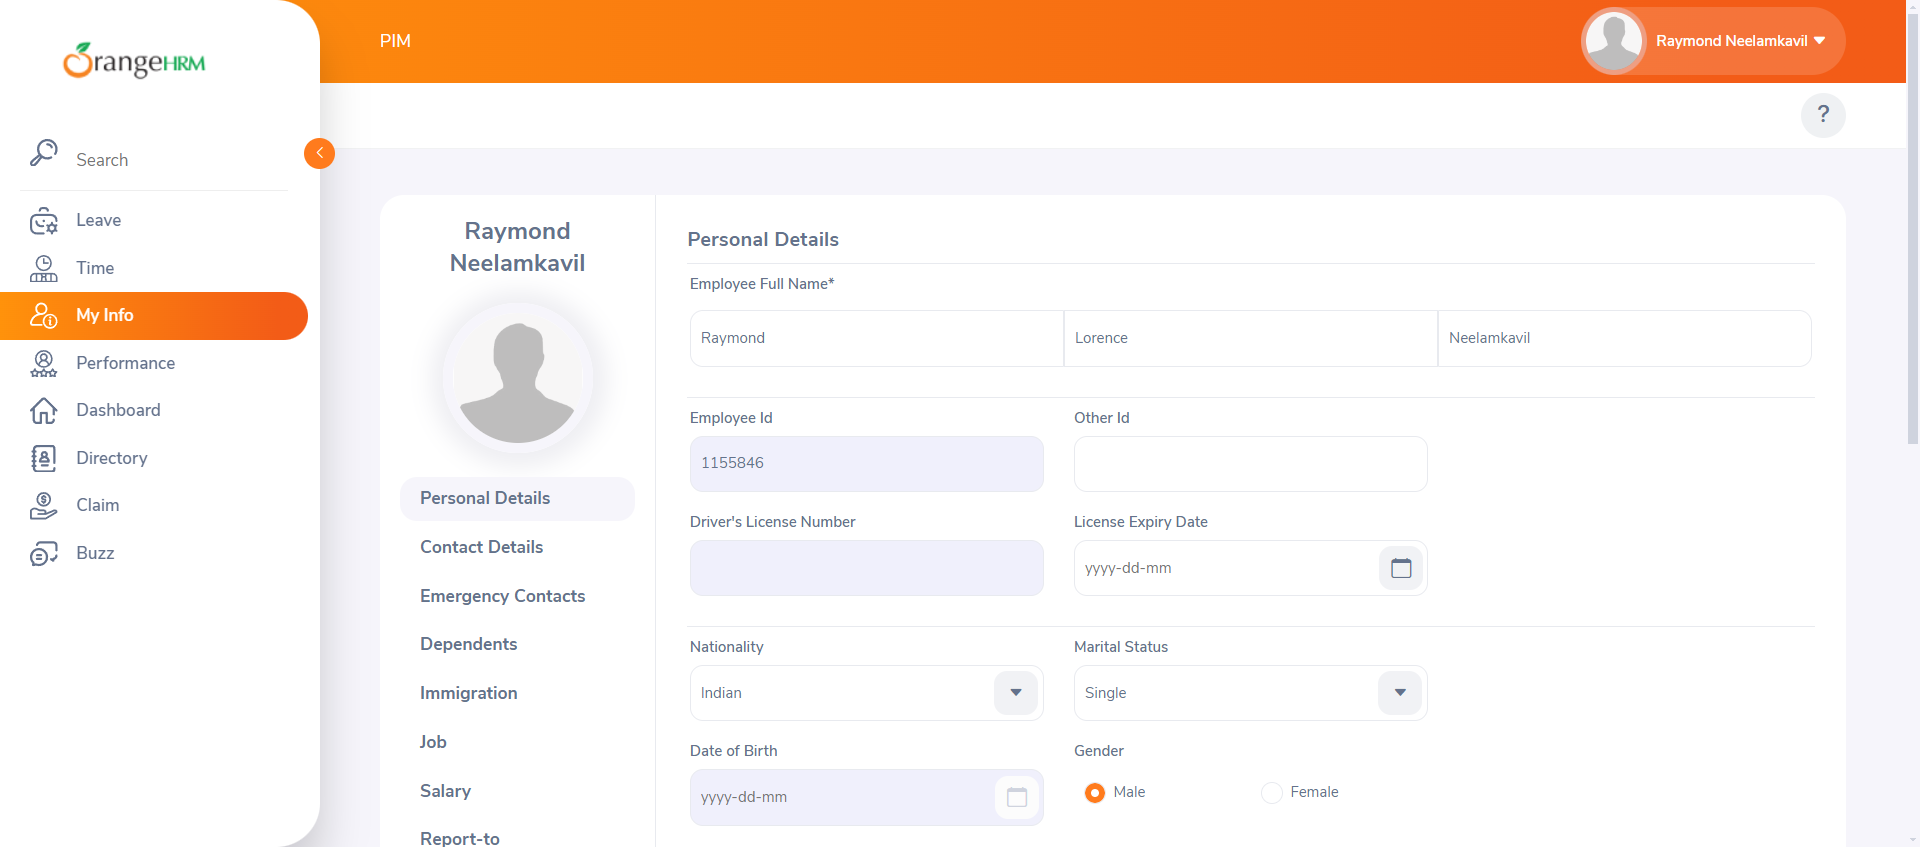 OrangeHRM
PIM
Raymond Neelamkavil
?
Search
Leave
Time
My Info
Performance
Dashboard
Directory
Claim
Buzz
Raymond
Neelamkavil
Personal Details
Contact Details
Emergency Contacts
Dependents
Immigration
Job
Salary
Report-to
Personal Details
Employee Full Name*
Raymond Lorence Neelamkavil
Employee Id Other Id
1155846
Driver's License Number License Expiry Date
yyyy-dd-mm
Nationality Marital Status
Indian Single
Date of Birth Gender
yyyy-dd-mm Male Female